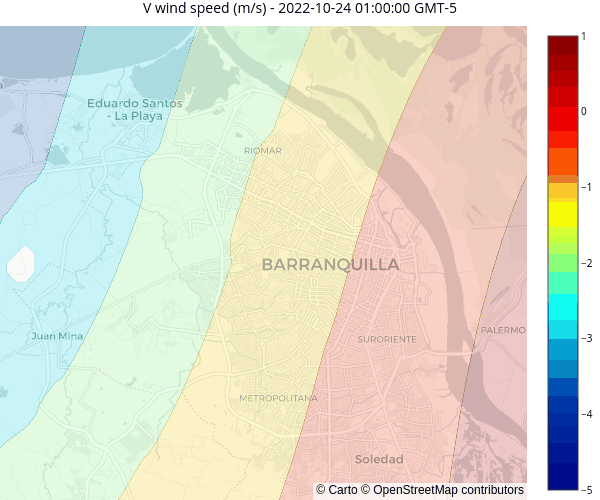 V wind speed (m/s) - 2022-10-24 01:00:00 GMT-5
Eduardo Santos
- La Playa
RIOMAR
BARRANQUILLA
Juan Mina
SURORIENTE
PALERMO
METROPOLITANA
Soledad
© Carto © OpenStreetMap contributors
1
0
−1
−2
−3
−4
−5